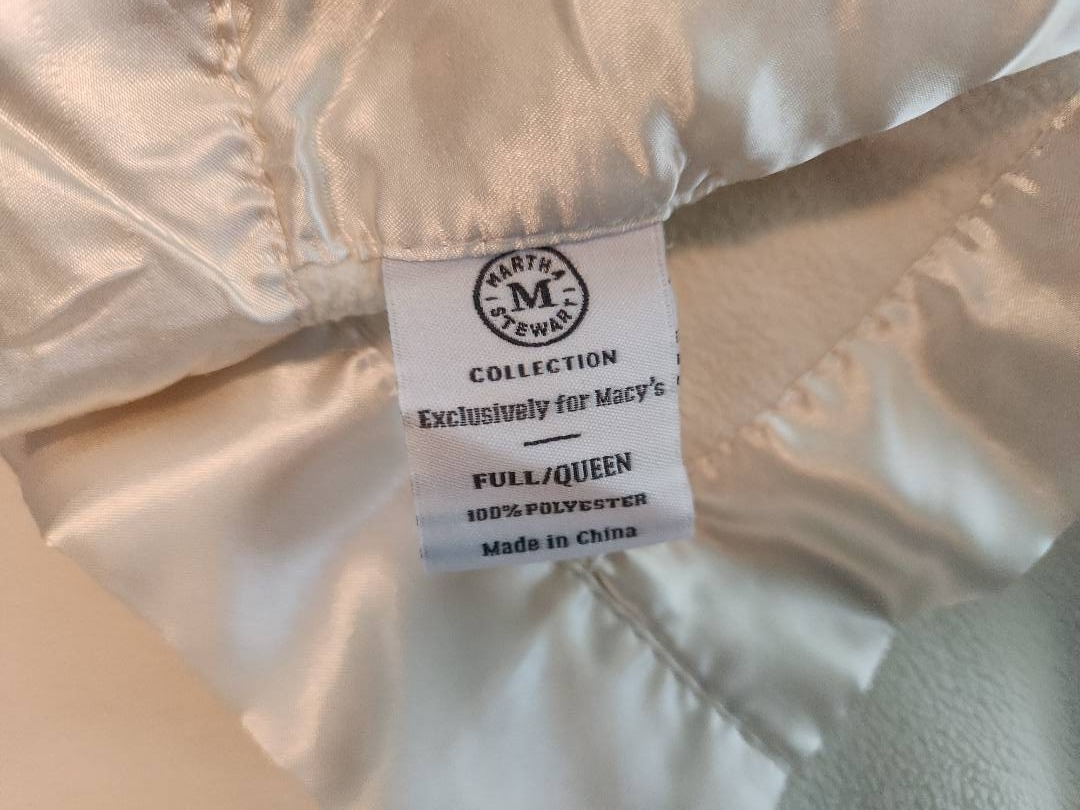 MARTHA
M
STEWART
COLLECTION
Exclusively for Macy's
FULL/QUEEN
100% POLYESTER
Made in China